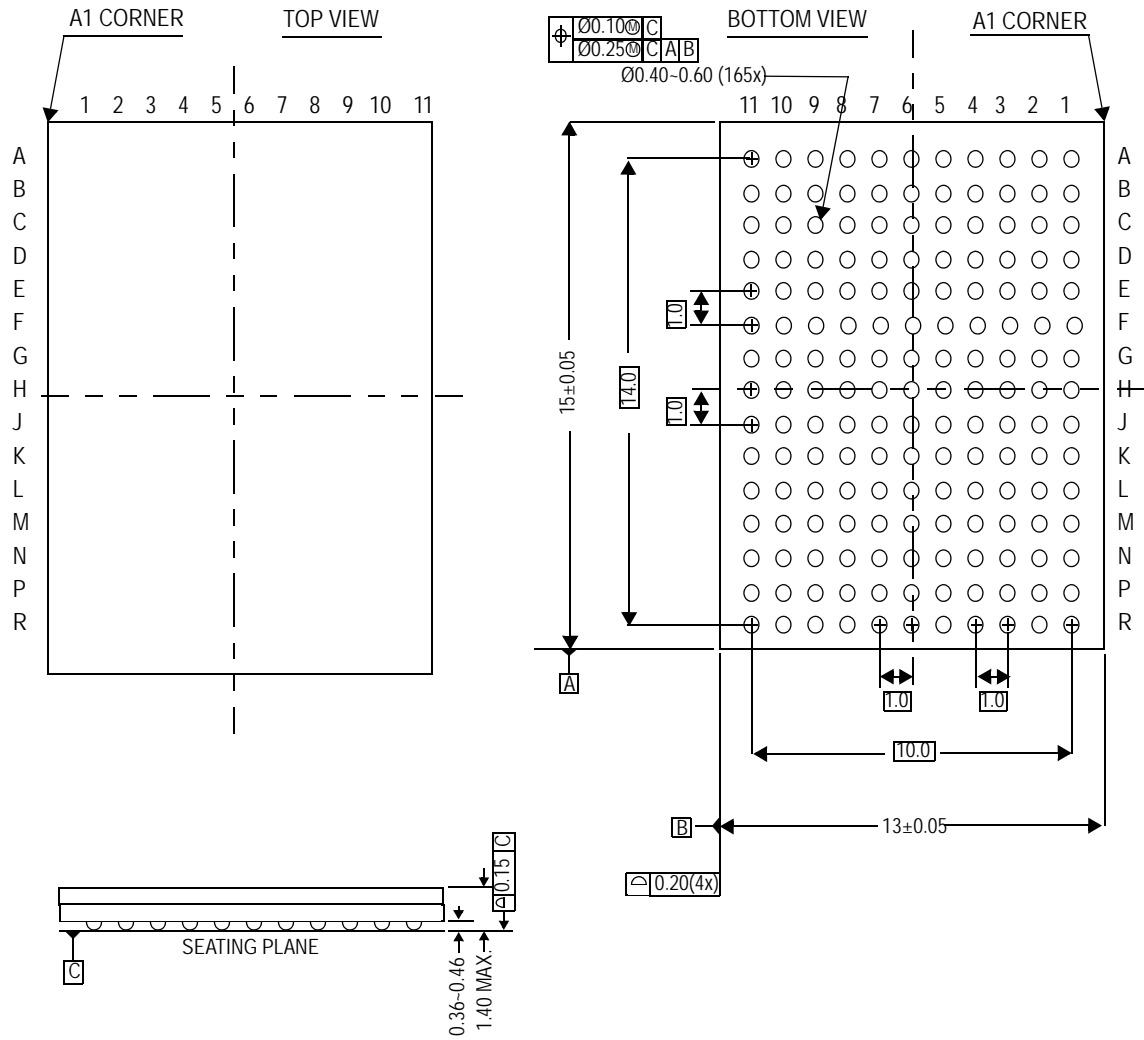 A1 CORNER
TOP VIEW
1 2 3 4 5 6 7 8 9 10 11
A
B
C
D
E
F
G
H
J
K
L
M
N
P
R
Ø0.10Ⓜ C
Ø0.25Ⓜ C A B
BOTTOM VIEW
A1 CORNER
Ø0.40~0.60 (165x)
11 10 9 8 7 6 5 4 3 2 1
A
B
C
D
E
F
G
H
J
K
L
M
N
P
R
1.0
1.0
14.0
15±0.05
A
1.0
1.0
10.0
B
13±0.05
0.20(4x)
0.15 C
SEATING PLANE
C
0.36~0.46
1.40 MAX.